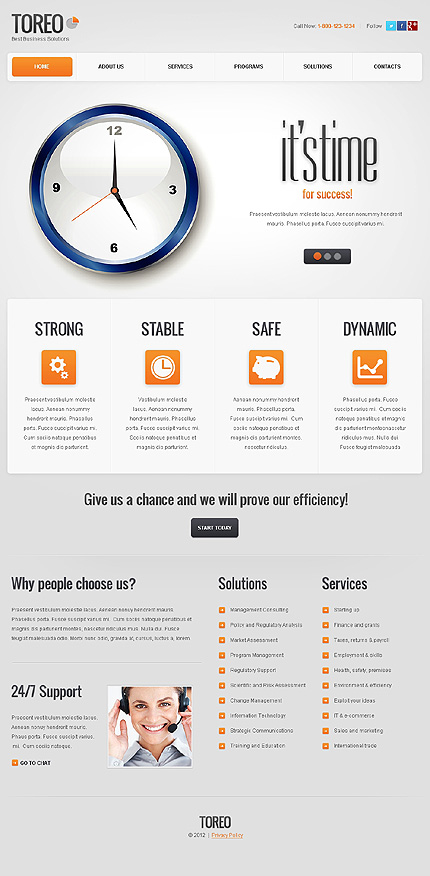 TOREO
Best Business Solutions
Call Now: 1-800-123-1234 | Follow
HOME
ABOUT US
SERVICES
PROGRAMS
SOLUTIONS
CONTACTS
12
9
3
6
it'stime
for success!
Praesent vestibulum molestie lacus. Aenean nonummy hendrerit
mauris. Phasellus porta. Fusce suscipit varius mi.
STRONG
Praesent vestibulum molestie
lacus. Aenean nonummy
hendrerit mauris. Phasellus
porta. Fusce suscipit varius mi.
Cum sociis natoque penatibus
et magnis
STABLE
Vestibulum molestie
lacus. Aenean nonummy
hendrerit mauris. Phasellus
porta. Fusce suscipit varius mi.
Sociis natoque penatibus et
magnis dis parturient
SAFE
Aenean nonummy
hendrerit mauris. Phasellus
porta. Fusce suscipit varius mi.
Cum sociis natoque penatibus et
magnis dis parturient montes,
nascetur ridiculus
DYNAMIC
Phasellus porta. Fusce
suscipit varius mi. Cum sociis
natoque penatibus et magnis
dis parturient montes nascetur
ridiculus mus. Nulla dui.
Fusce feugiat malesuada
Give us a chance and we will prove our efficiency!
START TODAY
Why people choose us?
Praesent vestibulum molestie lacus. Aenean nonummy hendrerit mauris.
Phasellus porta. Fusce suscipit varius mi. Cum sociis natoque penatibus et
magnis dis parturient montes, nascetur ridiculus mus. Nulla dui. Fusce
feugiat malesuada odio. Morbi nunc odio, gravida at, cursus, luctus a, lorem
24/7 Support
Praesent vestibulum molestie lacus.
Aenean nonummy hendrerit mauris.
Phasellus porta. Fusce suscipit varius.
mi. Cum sociis natoque.
GO TO CHAT
Solutions
Management Consulting
Policy and Regulatory Analysis
Market Assessment
Program Management
Regulatory Support
Scientific and Risk Assessment
Change Management
Information Technology
Strategic Communications
Training and Education
Services
Starting up
Finance and grants
Taxes, returns & payroll
Employment & skills
Health, safety, premises
Environment & efficiency
Exploit your ideas
IT & e-commerce
Sales and marketing
International trade
TOREO
© 2012 | Privacy Policy